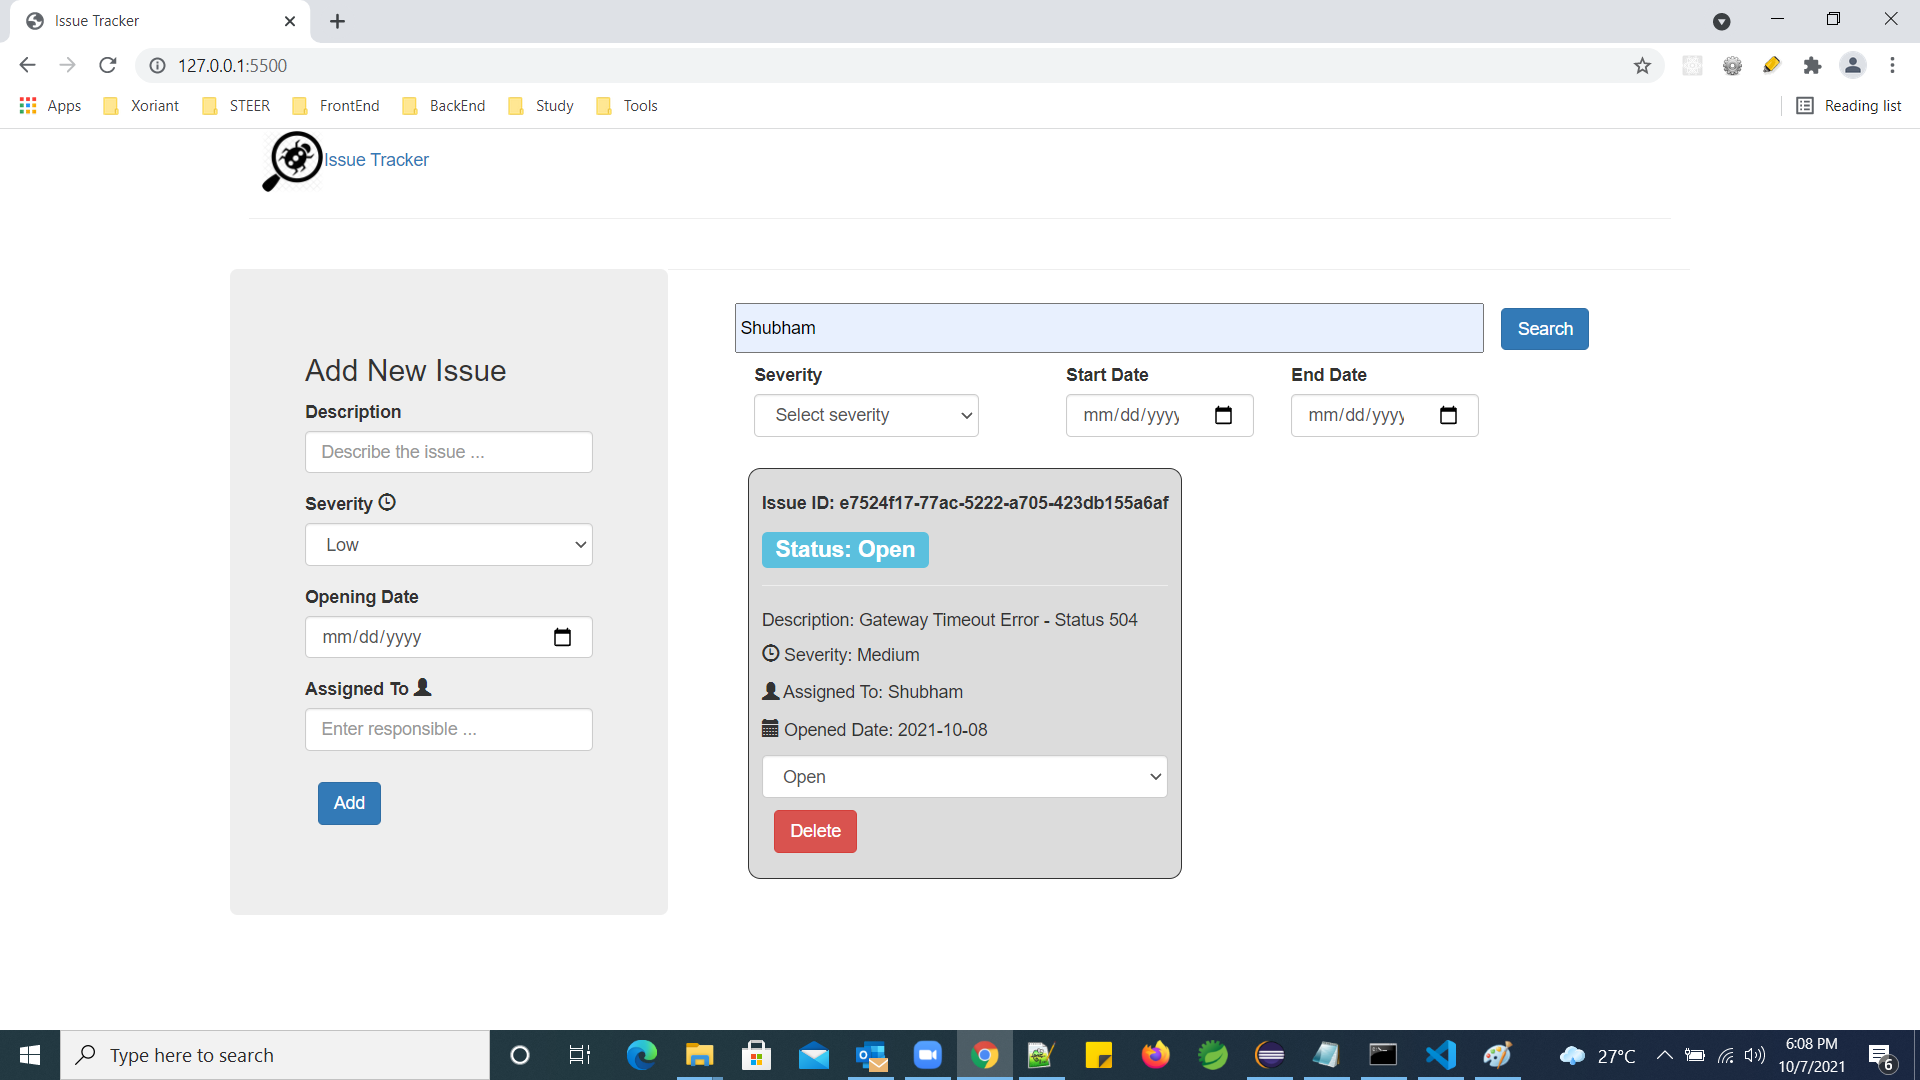 Issue Tracker
127.0.0.1:5500
Apps Xoriant STEER FrontEnd BackEnd Study Tools Reading list
Issue Tracker
Add New Issue
Description
Describe the issue ...
Severity
Low
Opening Date
mm/dd/yyyy
Assigned To
Enter responsible ...
Add
Shubham Search
Severity Start Date End Date
Select severity mm/dd/yyyy mm/dd/yyyy
Issue ID: e7524f17-77ac-5222-a705-423db155a6af
Status: Open
Description: Gateway Timeout Error - Status 504
Severity: Medium
Assigned To: Shubham
Opened Date: 2021-10-08
Open
Delete
Type here to search
27°C
6:08 PM
10/7/2021
6